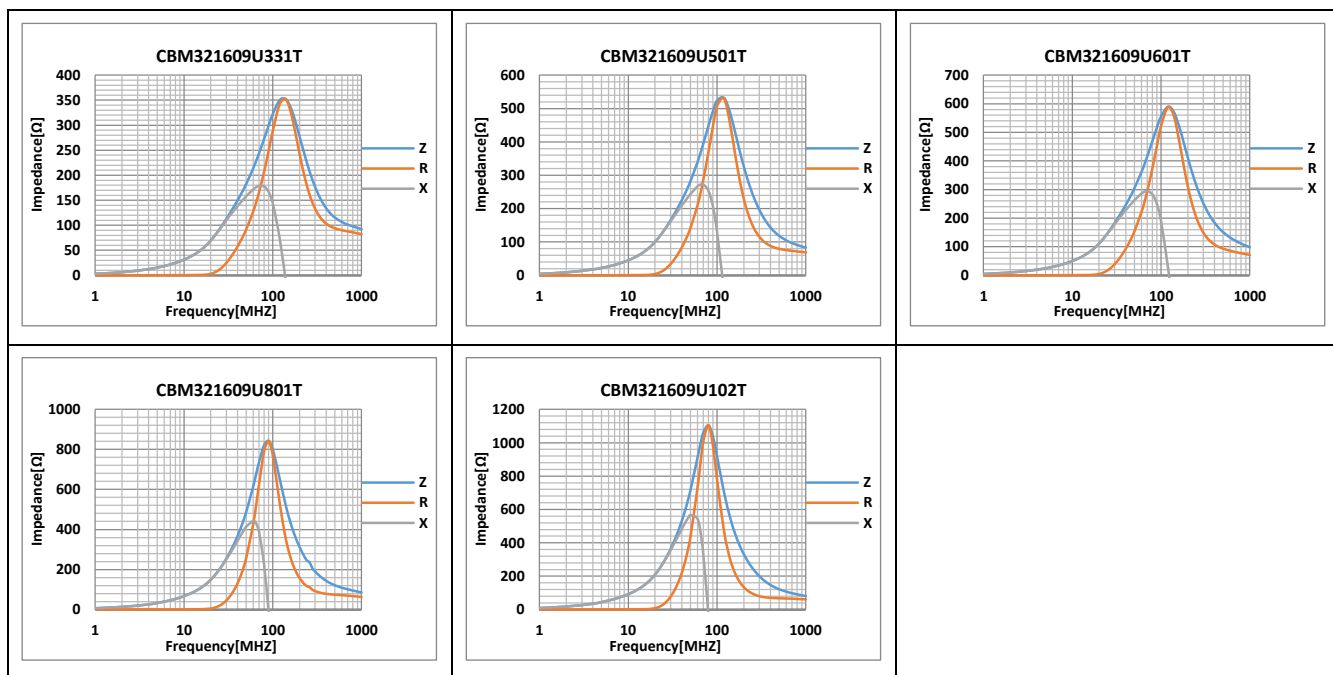 CBM321609U331T
400
350
300
250
200
150
100
50
0
Impedance[Ω]
1 10 100 1000
Frequency[MHZ]
Z
R
X
CBM321609U501T
600
500
400
300
200
100
0
Impedance[Ω]
1 10 100 1000
Frequency[MHZ]
Z
R
X
CBM321609U601T
700
600
500
400
300
200
100
0
Impedance[Ω]
1 10 100 1000
Frequency[MHZ]
Z
R
X
CBM321609U801T
1000
800
600
400
200
0
Impedance[Ω]
1 10 100 1000
Frequency[MHZ]
Z
R
X
CBM321609U102T
1200
1000
800
600
400
200
0
Impedance[Ω]
1 10 100 1000
Frequency[MHZ]
Z
R
X